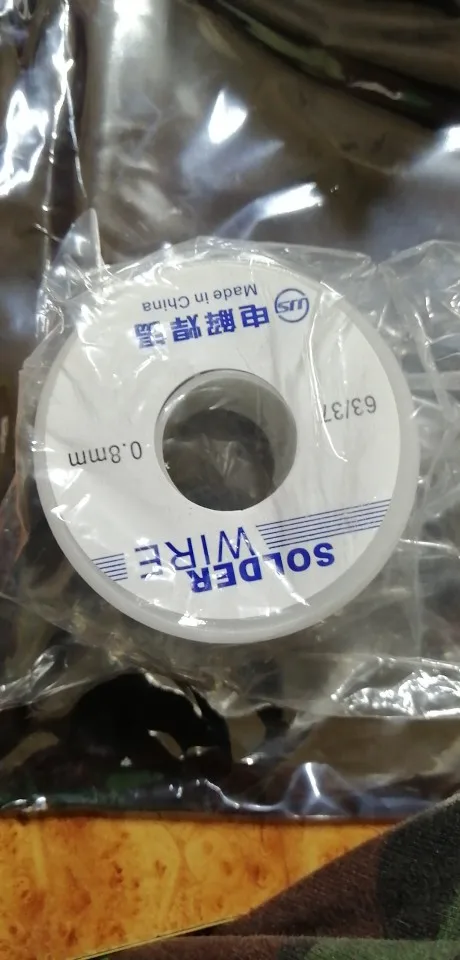 SOLDER
WIRE
63/37
0.8mm
电解焊锡
Made in China